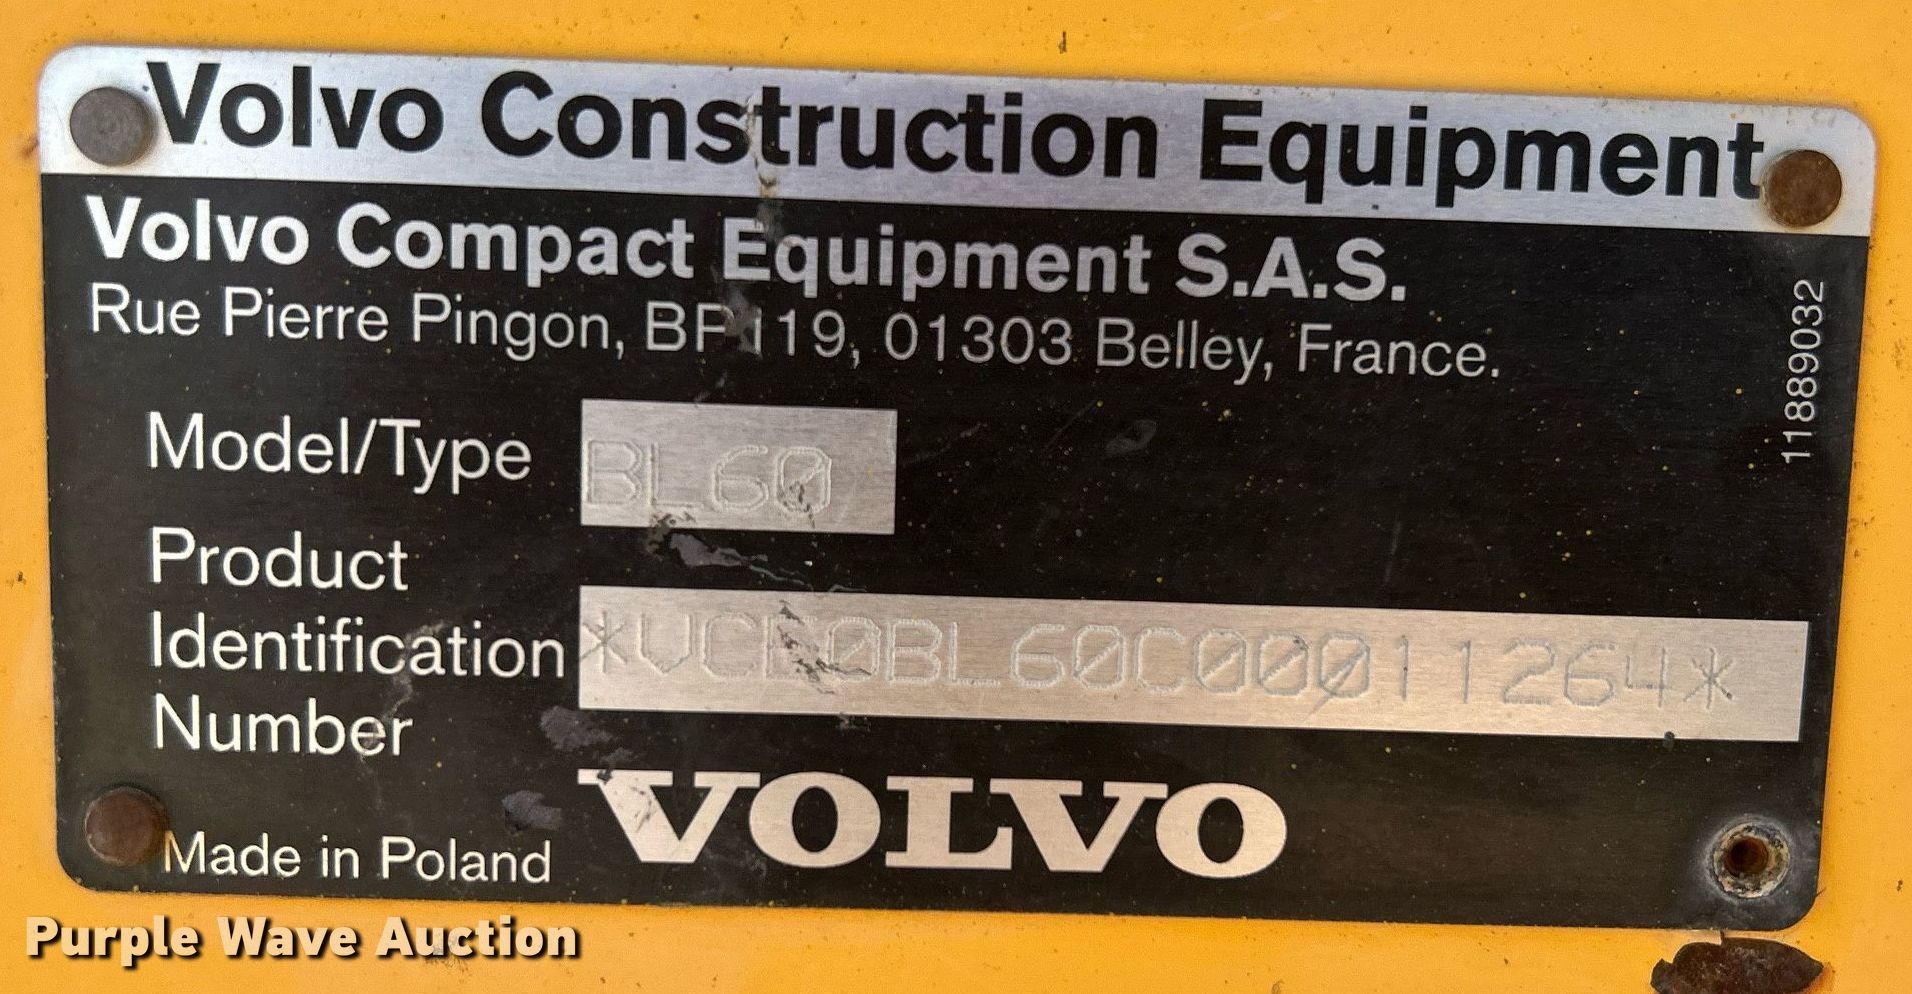 Volvo Construction Equipment
Volvo Compact Equipment S.A.S.
Rue Pierre Pingon, BP 119, 01303 Belley, France.
11889032
Model/Type BL60
Product
Identification *VCE0BL60C00011264*
Number
VOLVO
Made in Poland
Purple Wave Auction